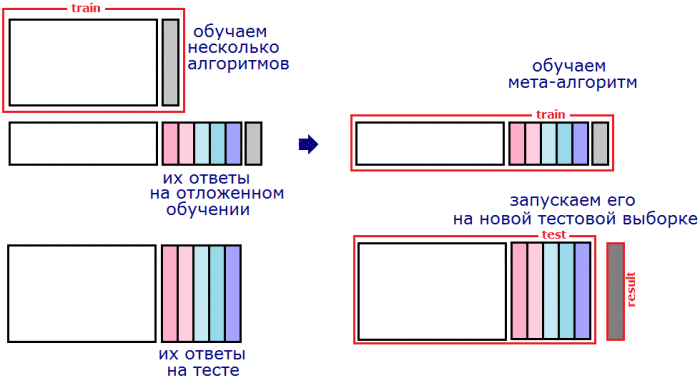 train
обучаем
несколько
алгоритмов
их ответы
на отложенном
обучении
их ответы
на тесте
обучаем
мета-алгоритм
train
запускаем его
на новой тестовой выборке
test
result